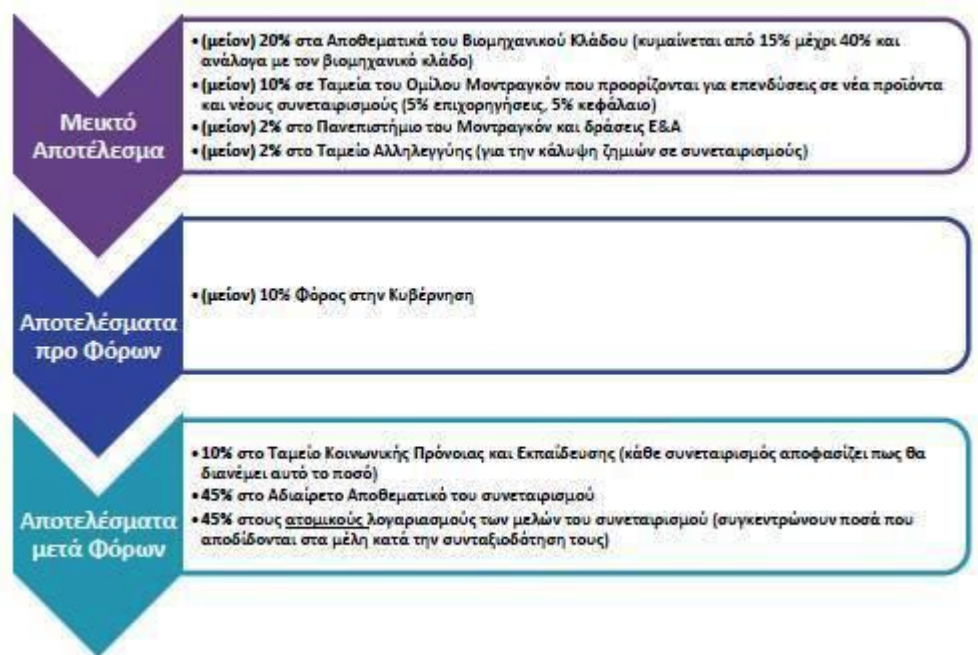 Μεικτό
Αποτέλεσμα
• (μείον) 20% στα Αποθεματικά του Βιομηχανικού Κλάδου (κυμαίνεται από 15% μέχρι 40% και
ανάλογα με τον βιομηχανικό κλάδο)
• (μείον) 10% σε Ταμεία του Ομίλου Μοντραγκόν που προορίζονται για επενδύσεις σε νέα προϊόντα
και νέους συνεταιρισμούς (5% επιχορηγήσεις, 5% κεφάλαιο)
• (μείον) 2% στο Πανεπιστήμιο του Μοντραγκόν και δράσεις Ε&Α
• (μείον) 2% στο Ταμείο Αλληλεγγύης (για την κάλυψη ζημιών σε συνεταιρισμούς)
Αποτελέσματα
προ Φόρων
• (μείον) 10% Φόρος στην Κυβέρνηση
Αποτελέσματα
μετά Φόρων
• 10% στο Ταμείο Κοινωνικής Πρόνοιας και Εκπαίδευσης (κάθε συνεταιρισμός αποφασίζει πως θα
διανέμει αυτό το ποσό)
• 45% στο Αδιαίρετο Αποθεματικό του συνεταιρισμού
• 45% στους ατομικούς λογαριασμούς των μελών του συνεταιρισμού (συγκεντρώνουν ποσά που
αποδίδονται στα μέλη κατά την συνταξιοδότηση τους)